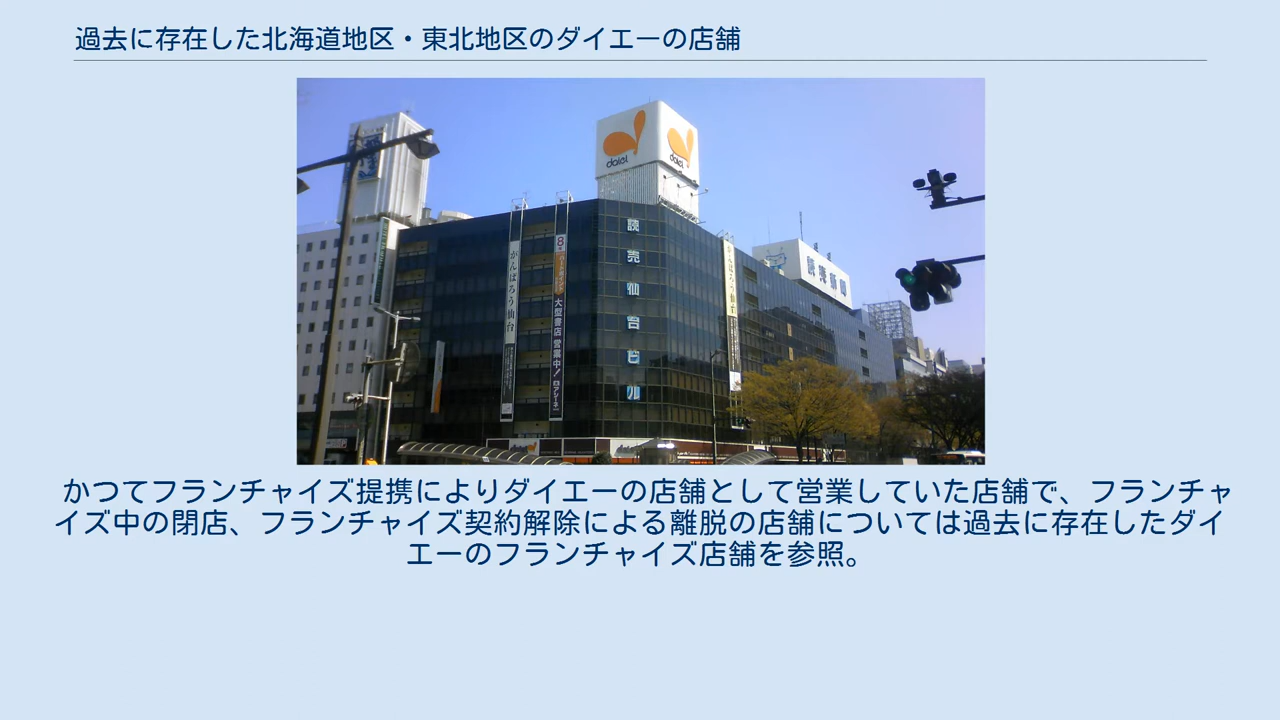 過去に存在した北海道地区・東北地区のダイエーの店舗
daiei
daiei
読売仙台ビル
がんばろう仙台
大型書店営業中!
読売新聞
かつてフランチャイズ提携によりダイエーの店舗として営業していた店舗で、フランチャ
イズ中の閉店、フランチャイズ契約解除による離脱の店舗については過去に存在したダイ
エーのフランチャイズ店舗を参照。